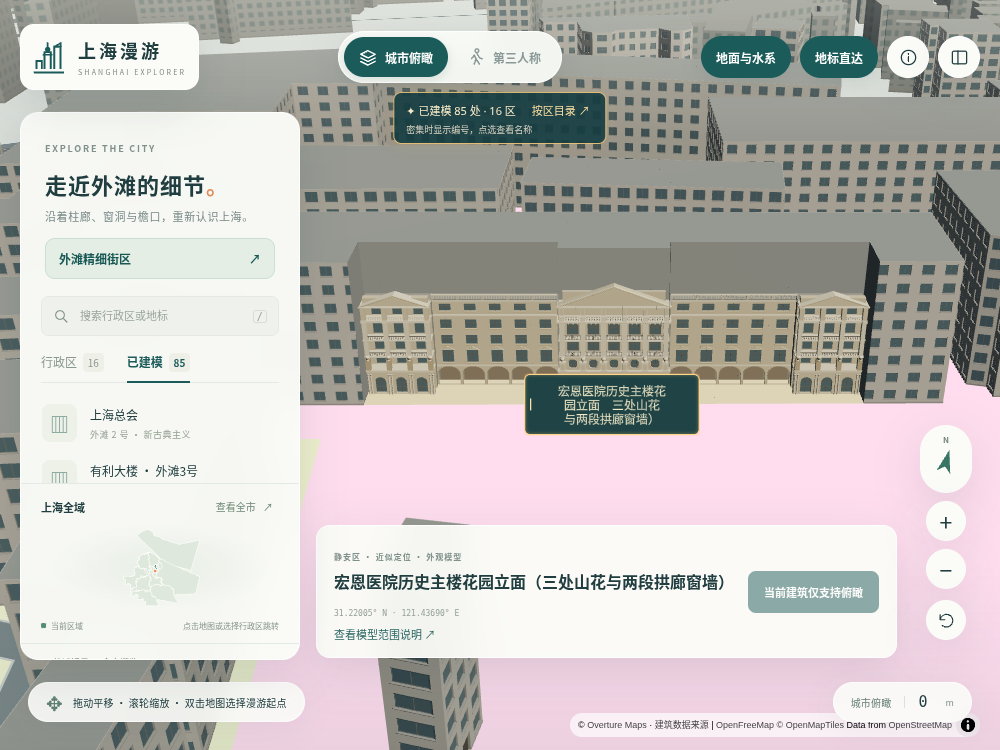 上海漫游
SHANGHAI EXPLORER
城市俯瞰
第三人称
地面与水系
地标直达
✦ 已建模 85 处 · 16 区 按区目录 ↗
密集时显示编号，点选查看名称
EXPLORE THE CITY
走近外滩的细节。
沿着柱廊、窗洞与檐口，重新认识上海。
外滩精细街区 ↗
搜索行政区或地标 /
行政区 16 已建模 85
上海总会
外滩 2 号 · 新古典主义
有利大楼 · 外滩3号
上海全域 查看全市 ↗
当前区域 点击地图或选择行政区跳转
宏恩医院历史主楼花
园立面 三处山花
与两段拱廊窗墙）
静安区 · 近似定位 · 外观模型
宏恩医院历史主楼花园立面（三处山花与两段拱廊窗墙）
31.22005° N · 121.43690° E
查看模型范围说明 ↗
当前建筑仅支持俯瞰
N
+
−
拖动平移 · 滚轮缩放 · 双击地图选择漫游起点
城市俯瞰 0 m
© Overture Maps · 建筑数据来源 | OpenFreeMap © OpenMapTiles Data from OpenStreetMap